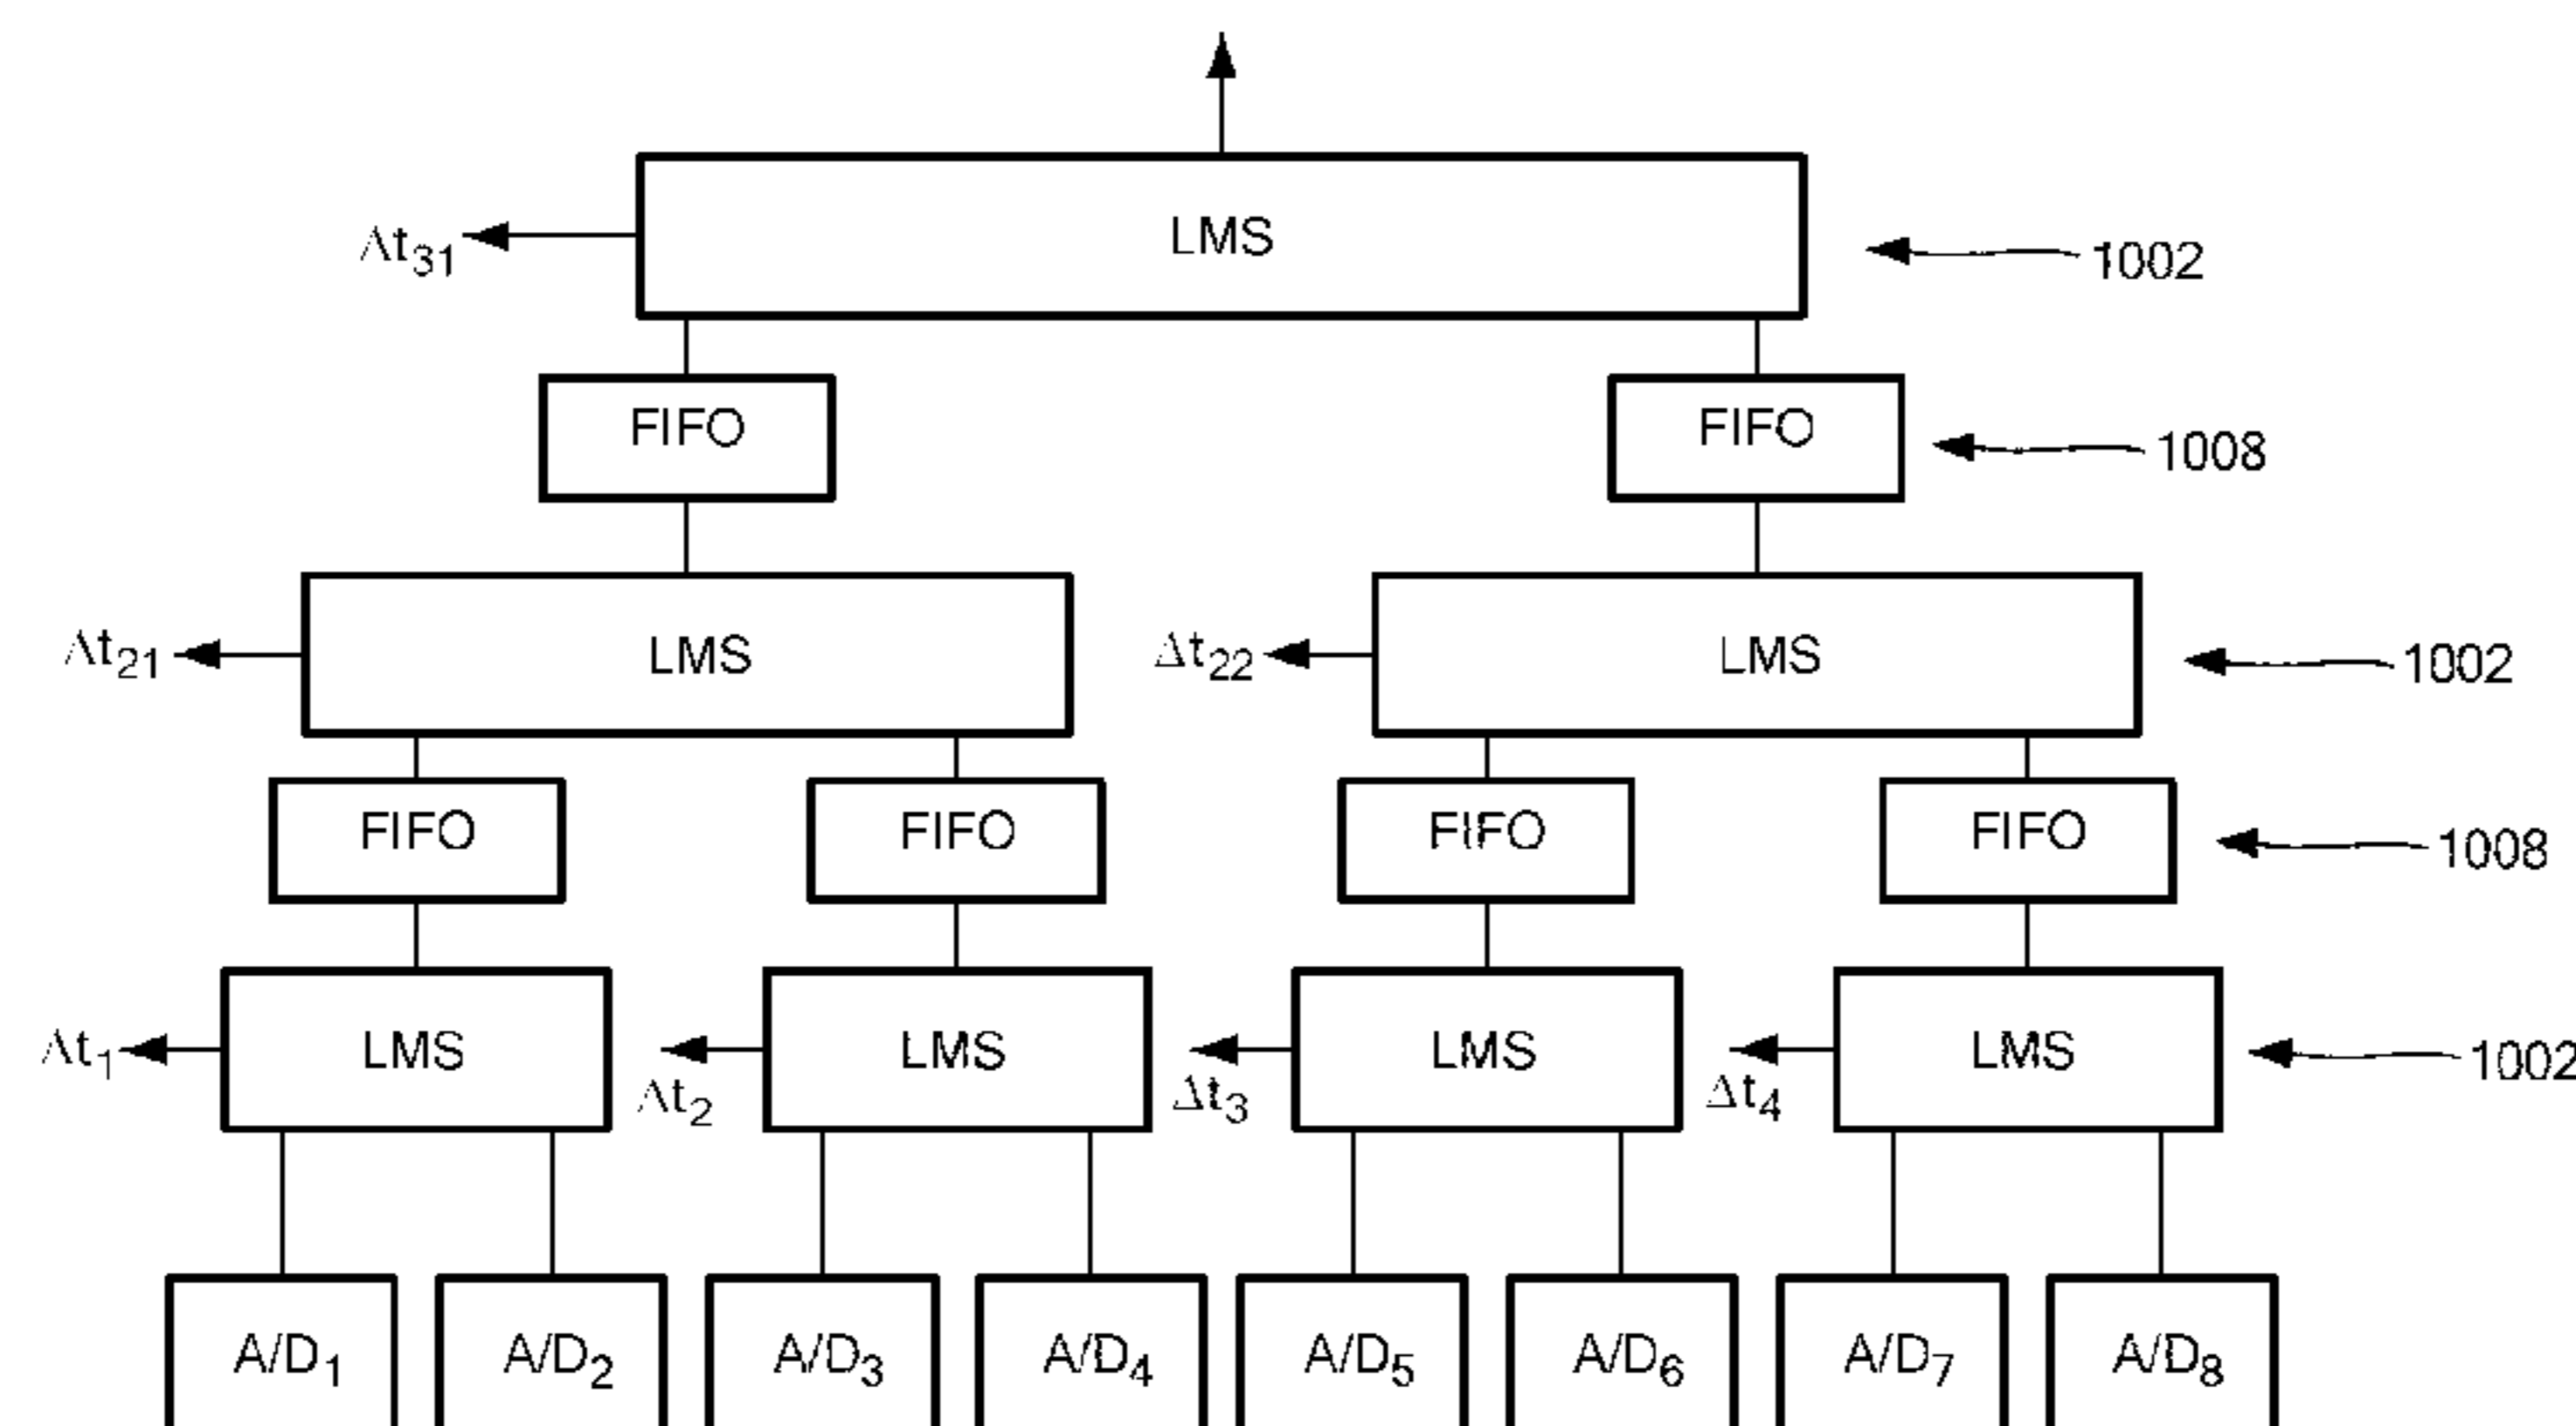 LMS
Δt31
1002
FIFO
FIFO
1008
Δt21
LMS
Δt22
LMS
1002
FIFO
FIFO
FIFO
FIFO
1008
Δt1
LMS
Δt2
LMS
Δt3
LMS
Δt4
LMS
1002
A/D1
A/D2
A/D3
A/D4
A/D5
A/D6
A/D7
A/D8